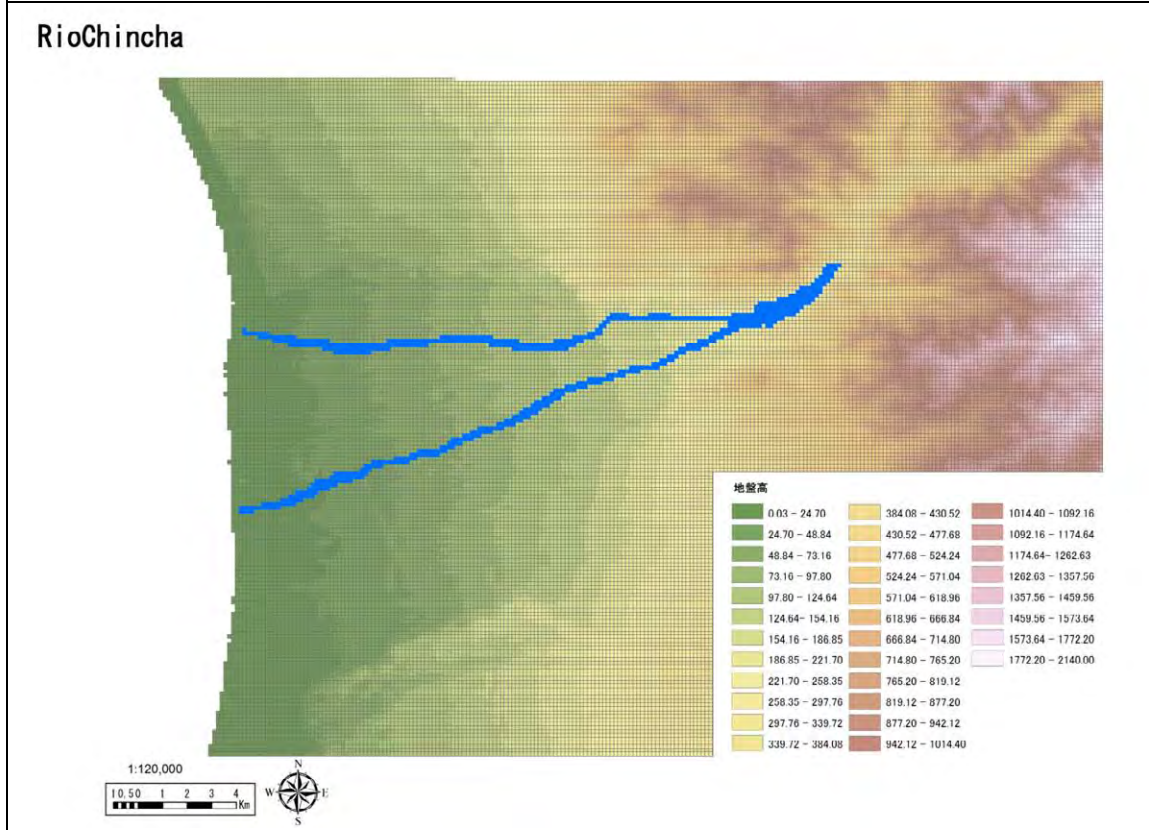 RioChincha
地盤高
0.03 - 24.70
24.70 - 48.84
48.84 - 73.16
73.16 - 97.80
97.80 - 124.64
124.64 - 154.16
154.16 - 186.85
186.85 - 221.70
221.70 - 258.35
258.35 - 297.76
297.76 - 339.72
339.72 - 384.08
384.08 - 430.52
430.52 - 477.68
477.68 - 524.24
524.24 - 571.04
571.04 - 618.96
618.96 - 666.84
666.84 - 714.80
714.80 - 765.20
765.20 - 819.12
819.12 - 877.20
877.20 - 942.12
942.12 - 1014.40
1014.40 - 1092.16
1092.16 - 1174.64
1174.64 - 1262.63
1262.63 - 1357.56
1357.56 - 1459.56
1459.56 - 1573.64
1573.64 - 1772.20
1772.20 - 2140.00
1:120,000
1 0.5 0 1 2 3 4
Km
N
W E
S